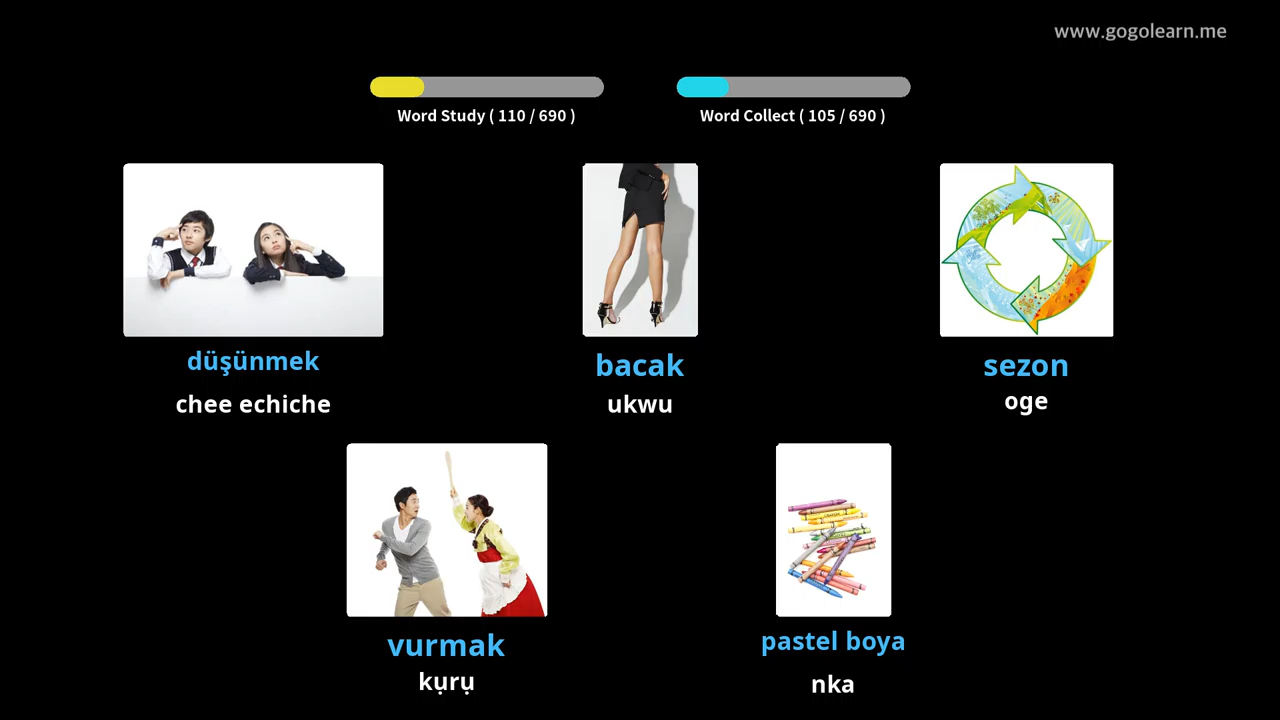 www.gogolearn.me
Word Study ( 110 / 690 )
Word Collect ( 105 / 690 )
düşünmek
chee echiche
bacak
ukwu
sezon
oge
vurmak
kụrụ
pastel boya
nka